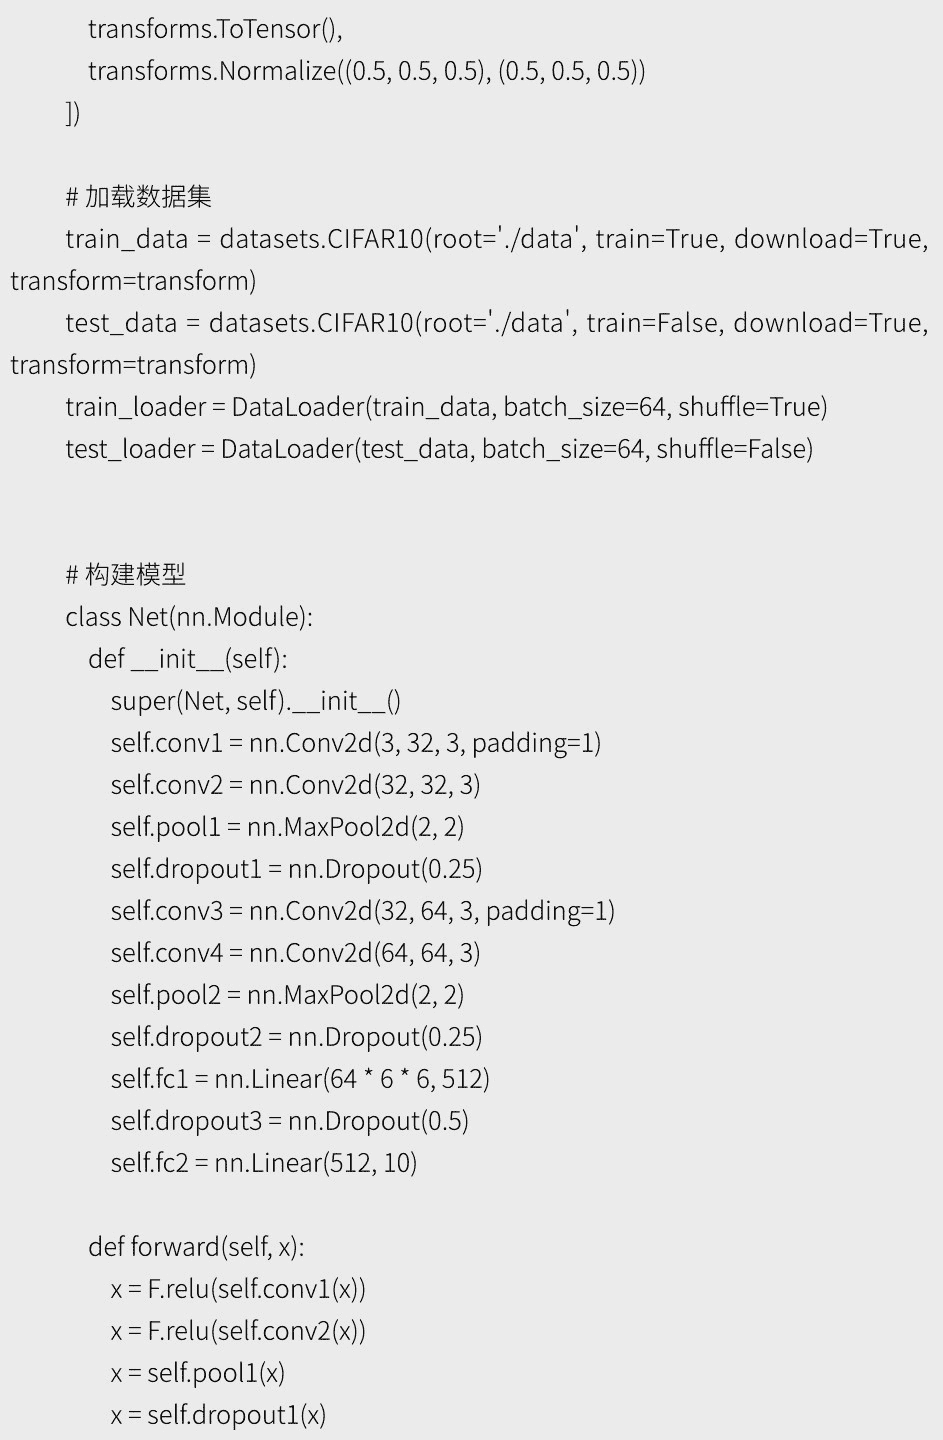 transforms.ToTensor(),
transforms.Normalize((0.5, 0.5, 0.5), (0.5, 0.5, 0.5))
])
# 加载数据集
train_data = datasets.CIFAR10(root='./data', train=True, download=True,
transform=transform)
test_data = datasets.CIFAR10(root='./data', train=False, download=True,
transform=transform)
train_loader = DataLoader(train_data, batch_size=64, shuffle=True)
test_loader = DataLoader(test_data, batch_size=64, shuffle=False)
# 构建模型
class Net(nn.Module):
def __init__(self):
super(Net, self).__init__()
self.conv1 = nn.Conv2d(3, 32, 3, padding=1)
self.conv2 = nn.Conv2d(32, 32, 3)
self.pool1 = nn.MaxPool2d(2, 2)
self.dropout1 = nn.Dropout(0.25)
self.conv3 = nn.Conv2d(32, 64, 3, padding=1)
self.conv4 = nn.Conv2d(64, 64, 3)
self.pool2 = nn.MaxPool2d(2, 2)
self.dropout2 = nn.Dropout(0.25)
self.fc1 = nn.Linear(64 * 6 * 6, 512)
self.dropout3 = nn.Dropout(0.5)
self.fc2 = nn.Linear(512, 10)
def forward(self, x):
x = F.relu(self.conv1(x))
x = F.relu(self.conv2(x))
x = self.pool1(x)
x = self.dropout1(x)